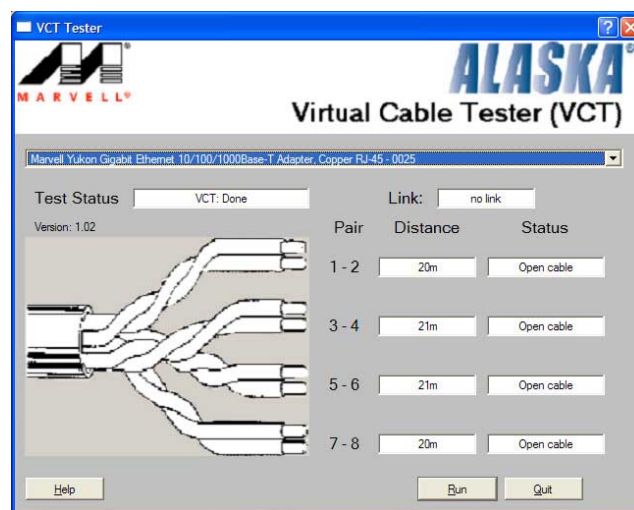 VCT Tester
MARVELL®
ALASKA®
Virtual Cable Tester (VCT)
Marvell Yukon Gigabit Ethernet 10/100/1000Base-T Adapter, Copper RJ-45 - 0025
Test Status VCT: Done Link: no link
Version: 1.02
Pair Distance Status
1 - 2 20m Open cable
3 - 4 21m Open cable
5 - 6 21m Open cable
7 - 8 20m Open cable
Help Run Quit